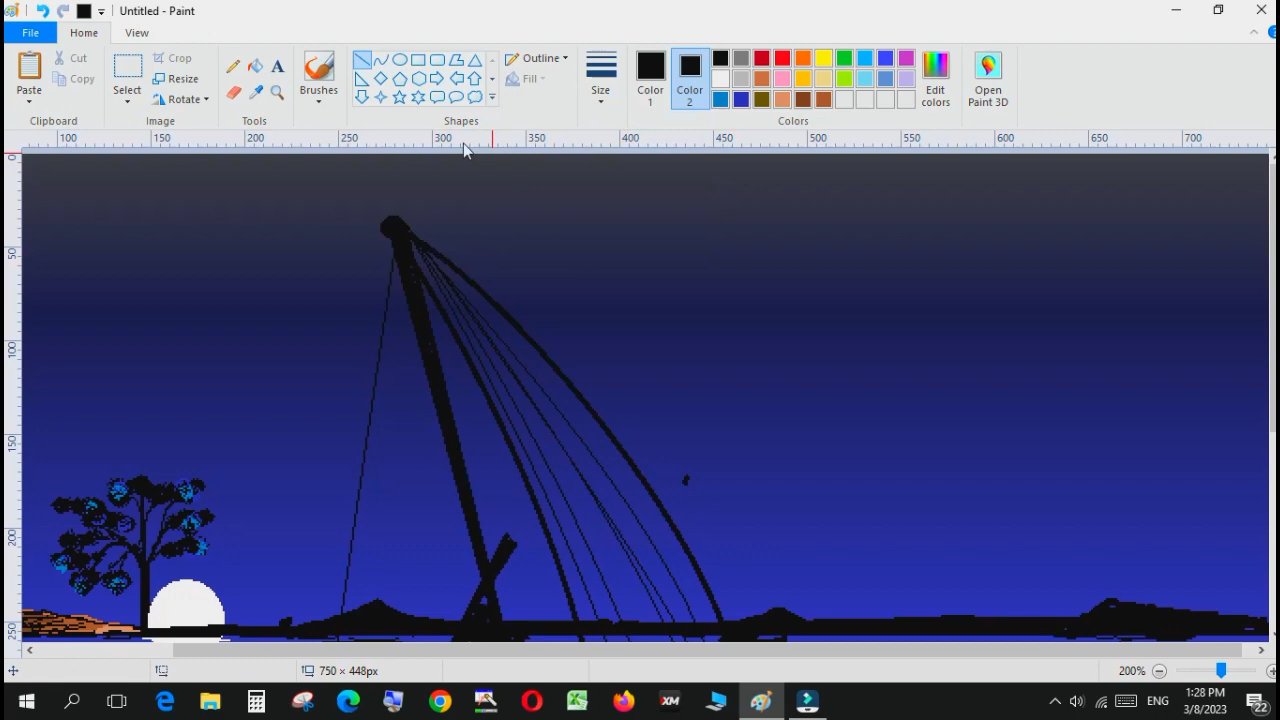 Untitled - Paint
File
Home
View
Paste
Cut
Copy
Clipboard
Select
Crop
Resize
Rotate
Image
Tools
Brushes
Shapes
Outline
Fill
Size
Color 1
Color 2
Colors
Edit colors
Open Paint 3D
100 150 200 250 300 350 400 450 500 550 600 650 700
0
50
100
150
200
250
750 × 448px
200%
XM
ENG
1:28 PM
3/8/2023
22